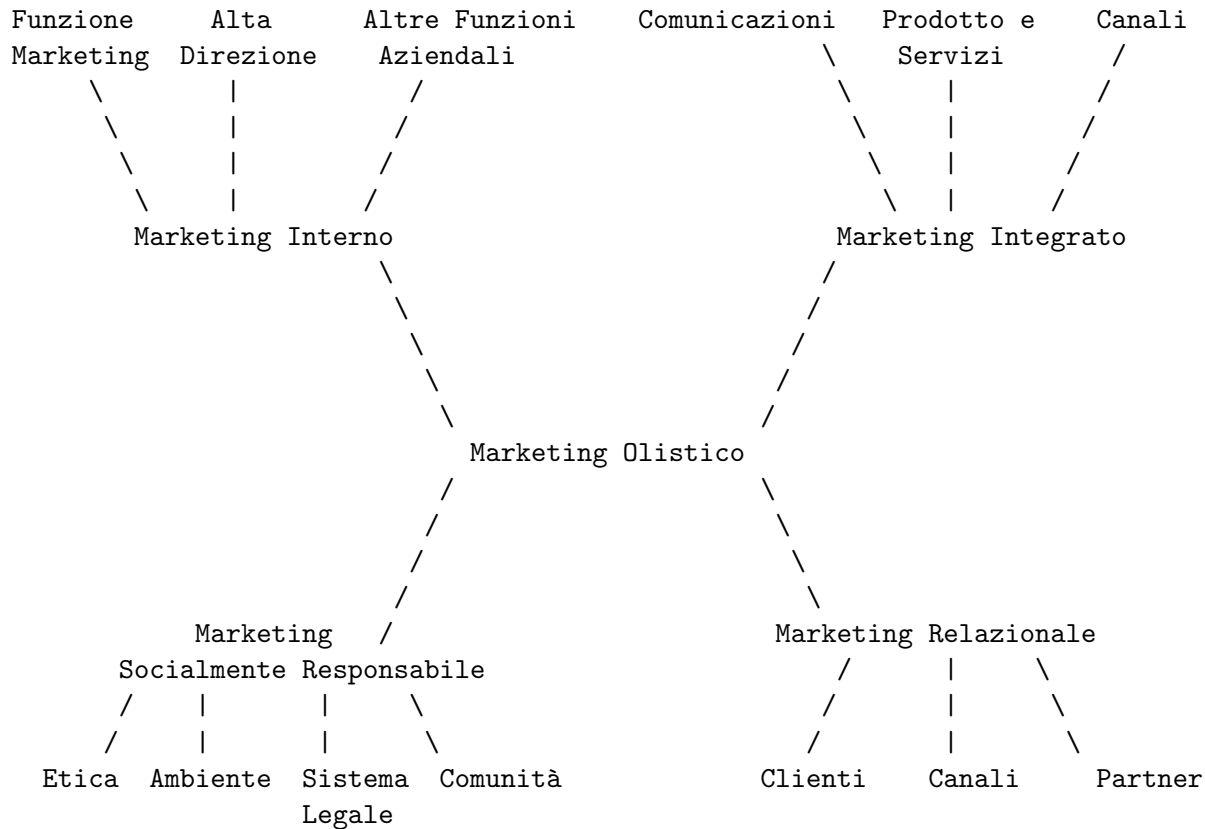 Funzione Alta Altre Funzioni Comunicazioni Prodotto e Canali
Marketing Direzione Aziendali Servizi
Marketing Interno Marketing Integrato
Marketing Olistico
Marketing Marketing Relazionale
Socialmente Responsabile
Etica Ambiente Sistema Comunità Clienti Canali Partner
Legale